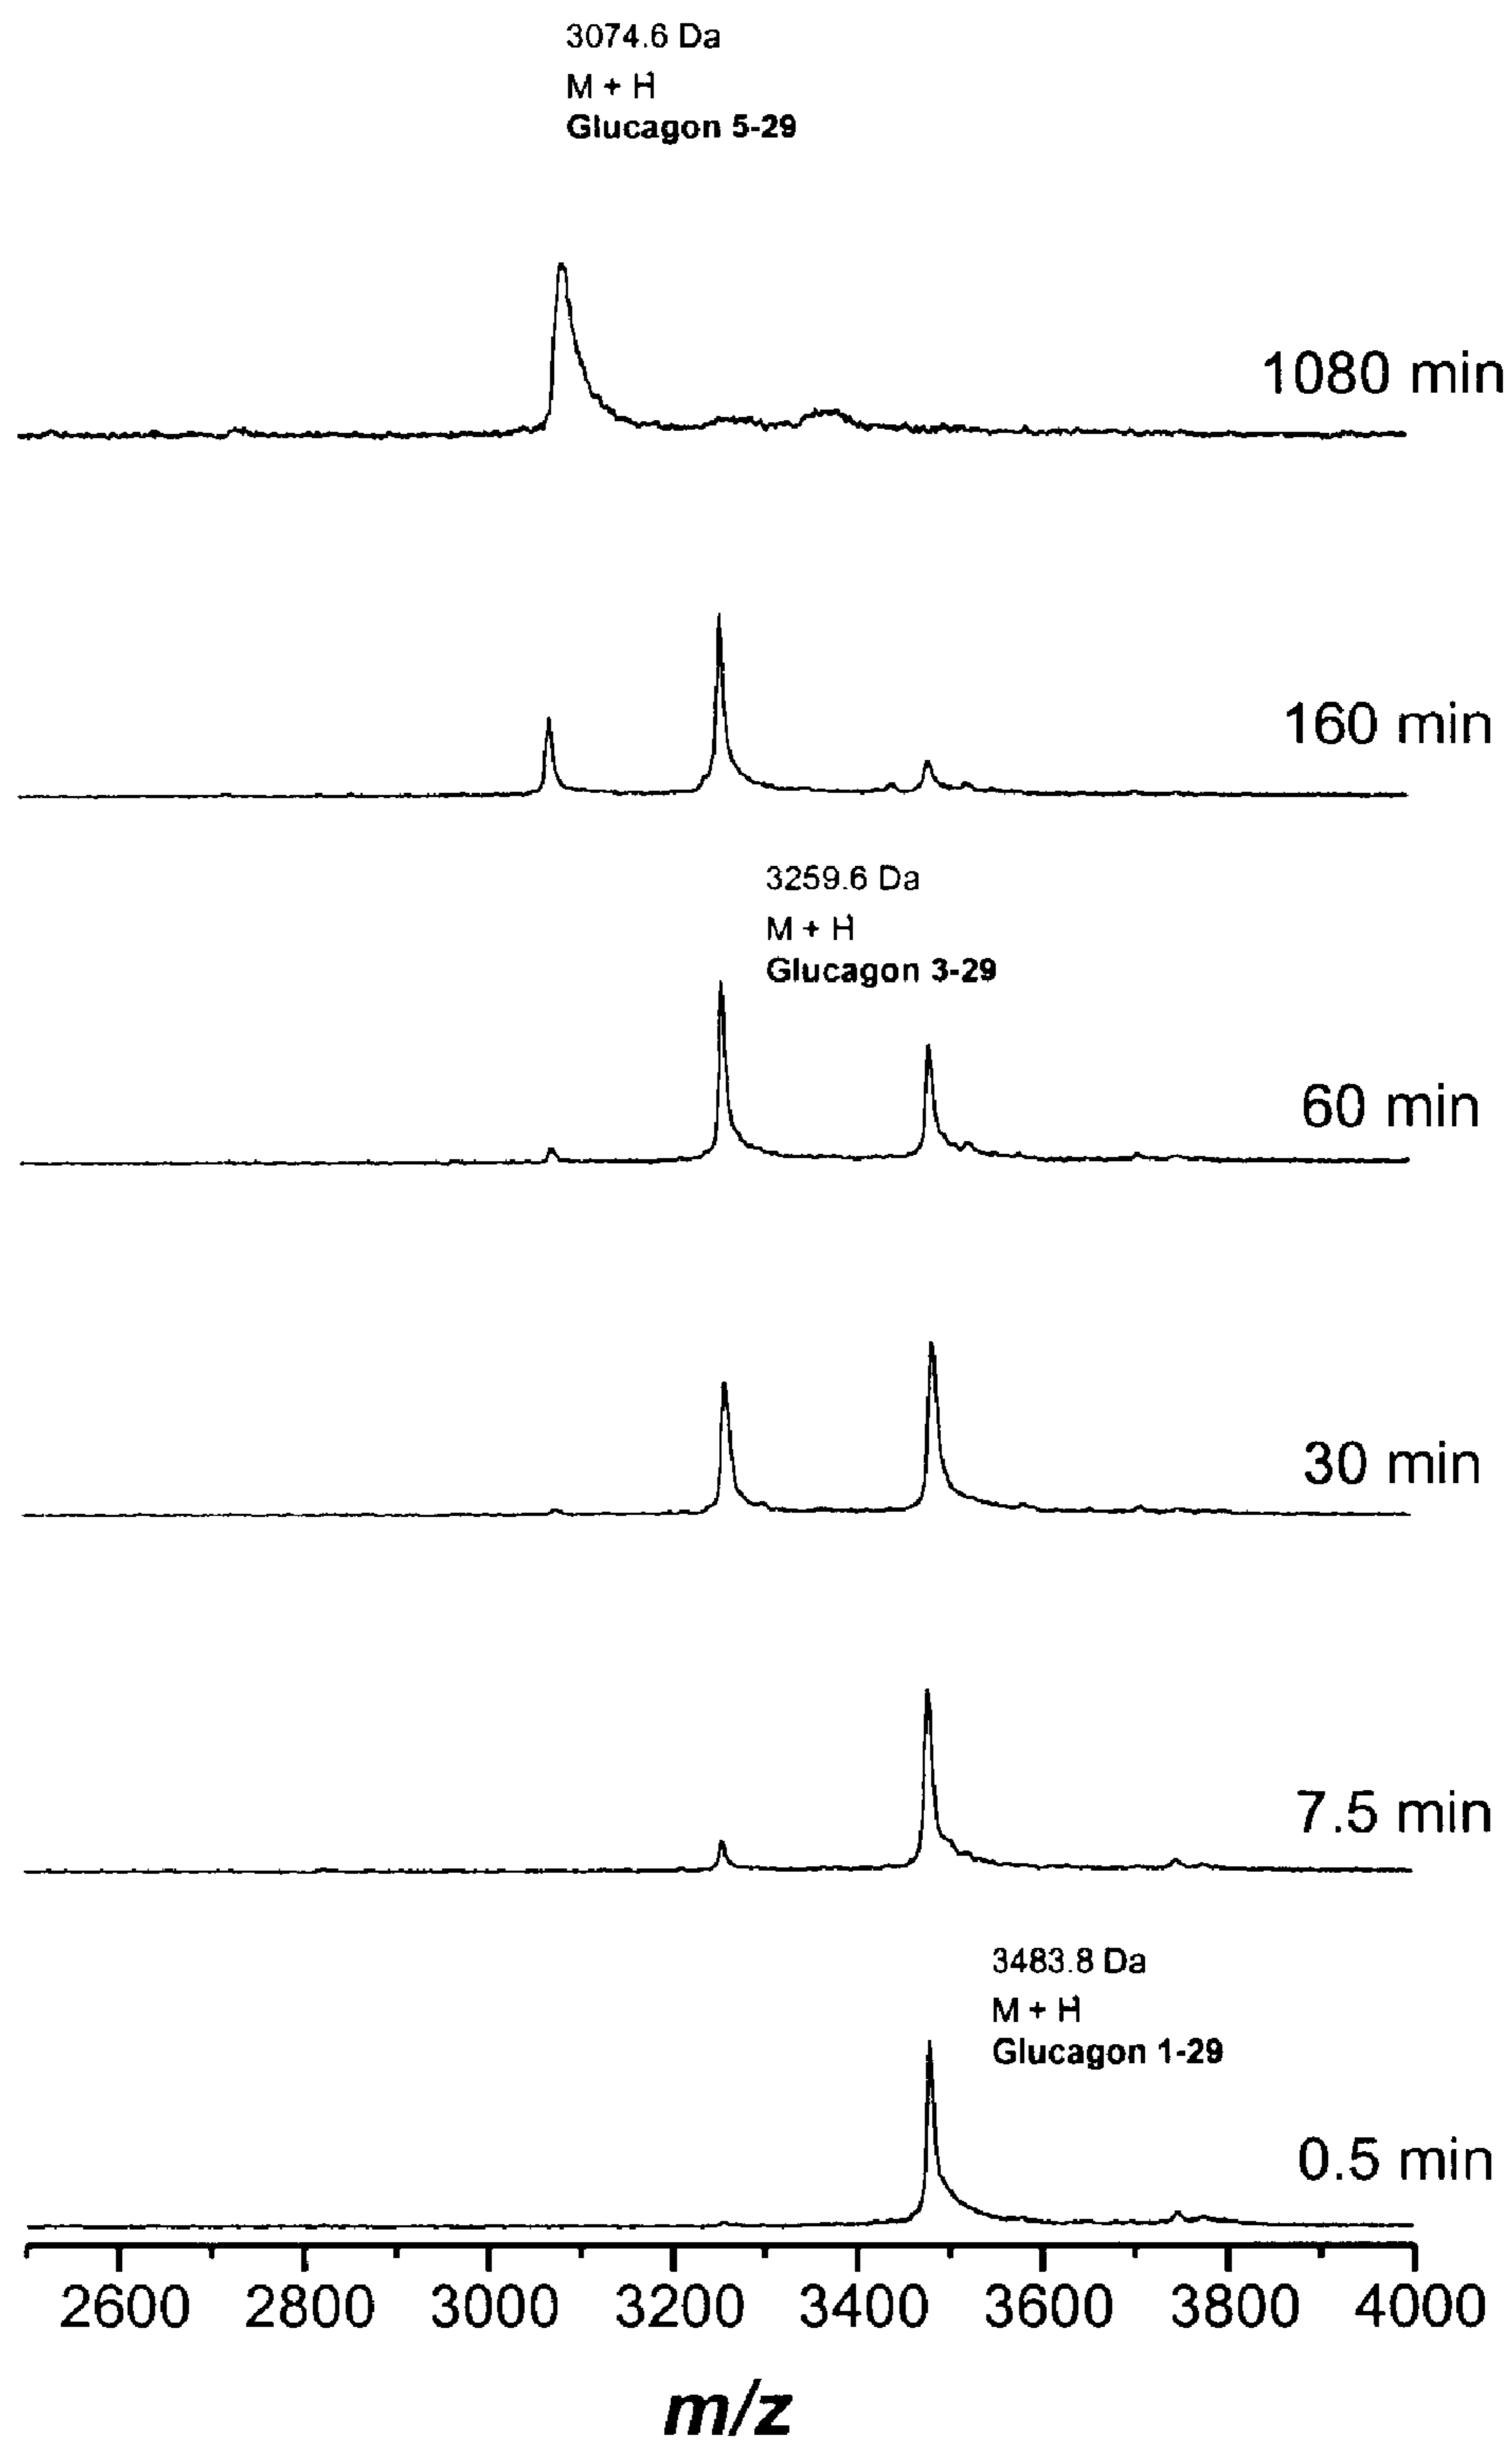 3074.6 Da
M + H
Glucagon 5-29
1080 min
160 min
3259.6 Da
M + H
Glucagon 3-29
60 min
30 min
7.5 min
3483.8 Da
M + H
Glucagon 1-29
0.5 min
2600 2800 3000 3200 3400 3600 3800 4000
m/z